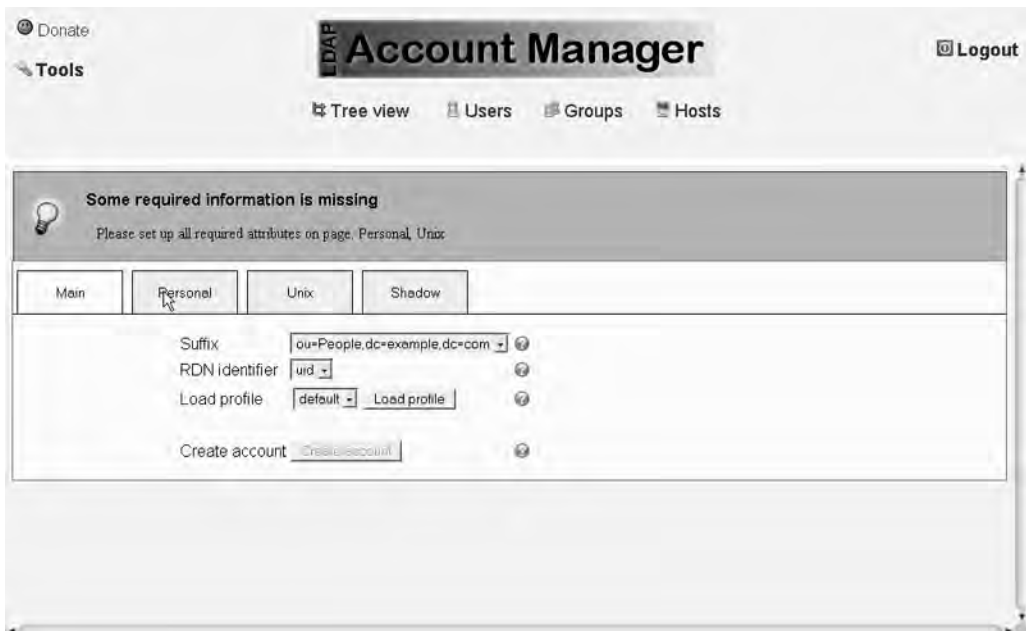 Donate
Tools
LDAP Account Manager
Logout
Tree view Users Groups Hosts
Some required information is missing
Please set up all required attributes on page: Personal, Unix
Main Personal Unix Shadow
Suffix ou=People,dc=example,dc=com
RDN identifier uid
Load profile default Load profile
Create account Create account